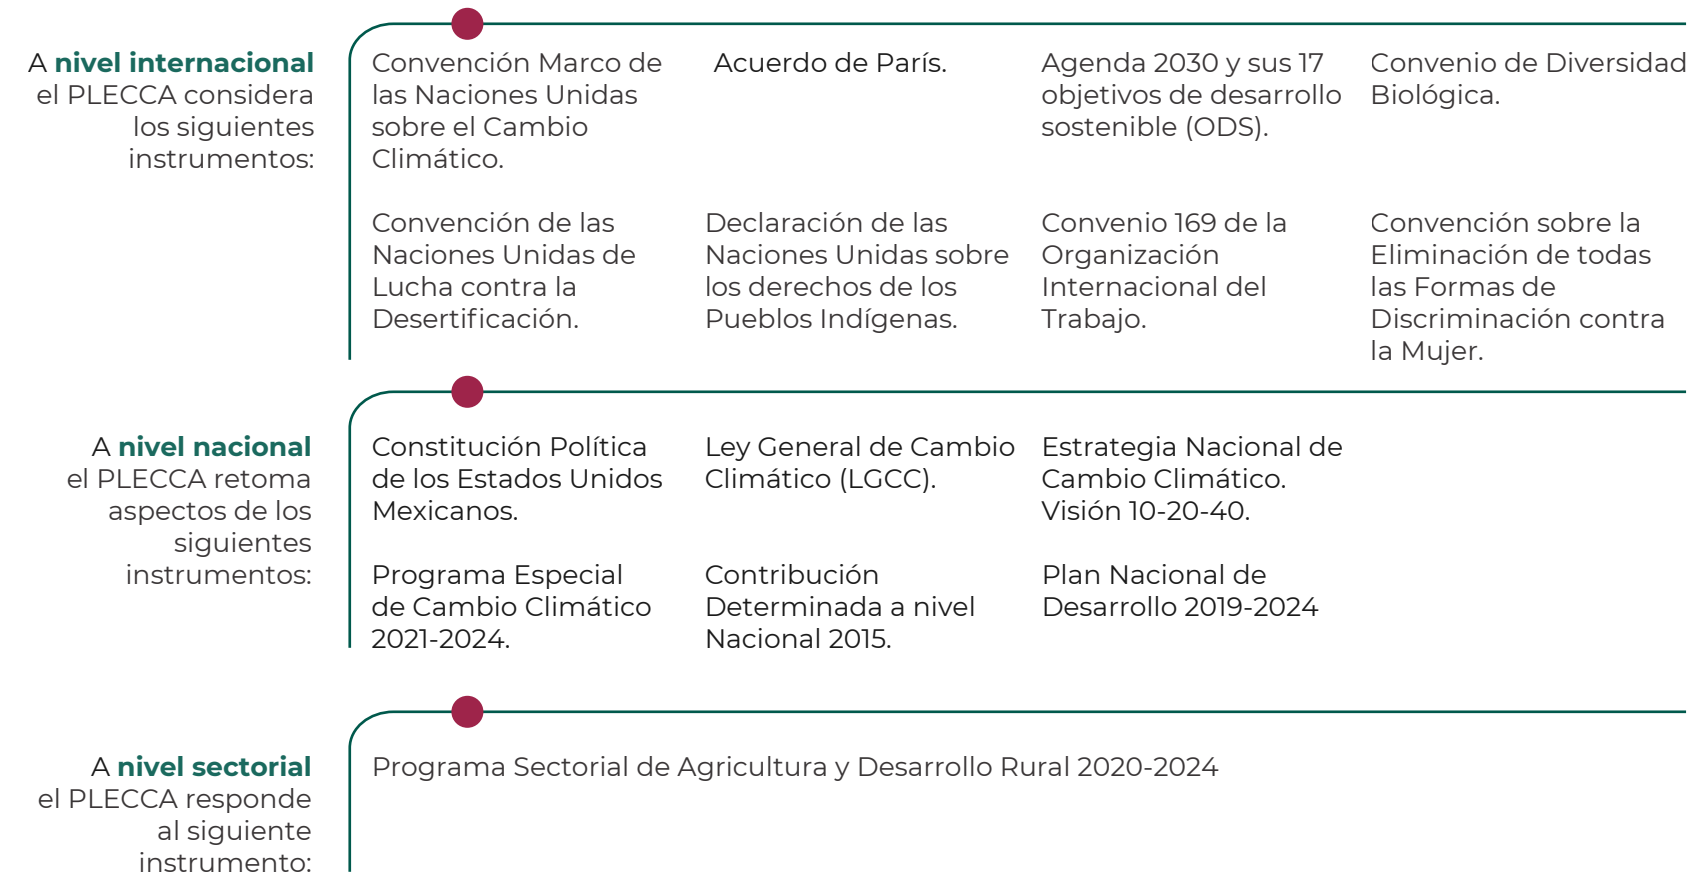 A nivel internacional
el PLECCA considera
los siguientes
instrumentos:
Convención Marco de
las Naciones Unidas
sobre el Cambio
Climático.
Acuerdo de París.
Agenda 2030 y sus 17
objetivos de desarrollo
sostenible (ODS).
Convenio de Diversidad
Biológica.
Convención de las
Naciones Unidas de
Lucha contra la
Desertificación.
Declaración de las
Naciones Unidas sobre
los derechos de los
Pueblos Indígenas.
Convenio 169 de la
Organización
Internacional del
Trabajo.
Convención sobre la
Eliminación de todas
las Formas de
Discriminación contra
la Mujer.
A nivel nacional
el PLECCA retoma
aspectos de los
siguientes
instrumentos:
Constitución Política
de los Estados Unidos
Mexicanos.
Ley General de Cambio
Climático (LGCC).
Estrategia Nacional de
Cambio Climático.
Visión 10-20-40.
Programa Especial
de Cambio Climático
2021-2024.
Contribución
Determinada a nivel
Nacional 2015.
Plan Nacional de
Desarrollo 2019-2024
A nivel sectorial
el PLECCA responde
al siguiente
instrumento:
Programa Sectorial de Agricultura y Desarrollo Rural 2020-2024